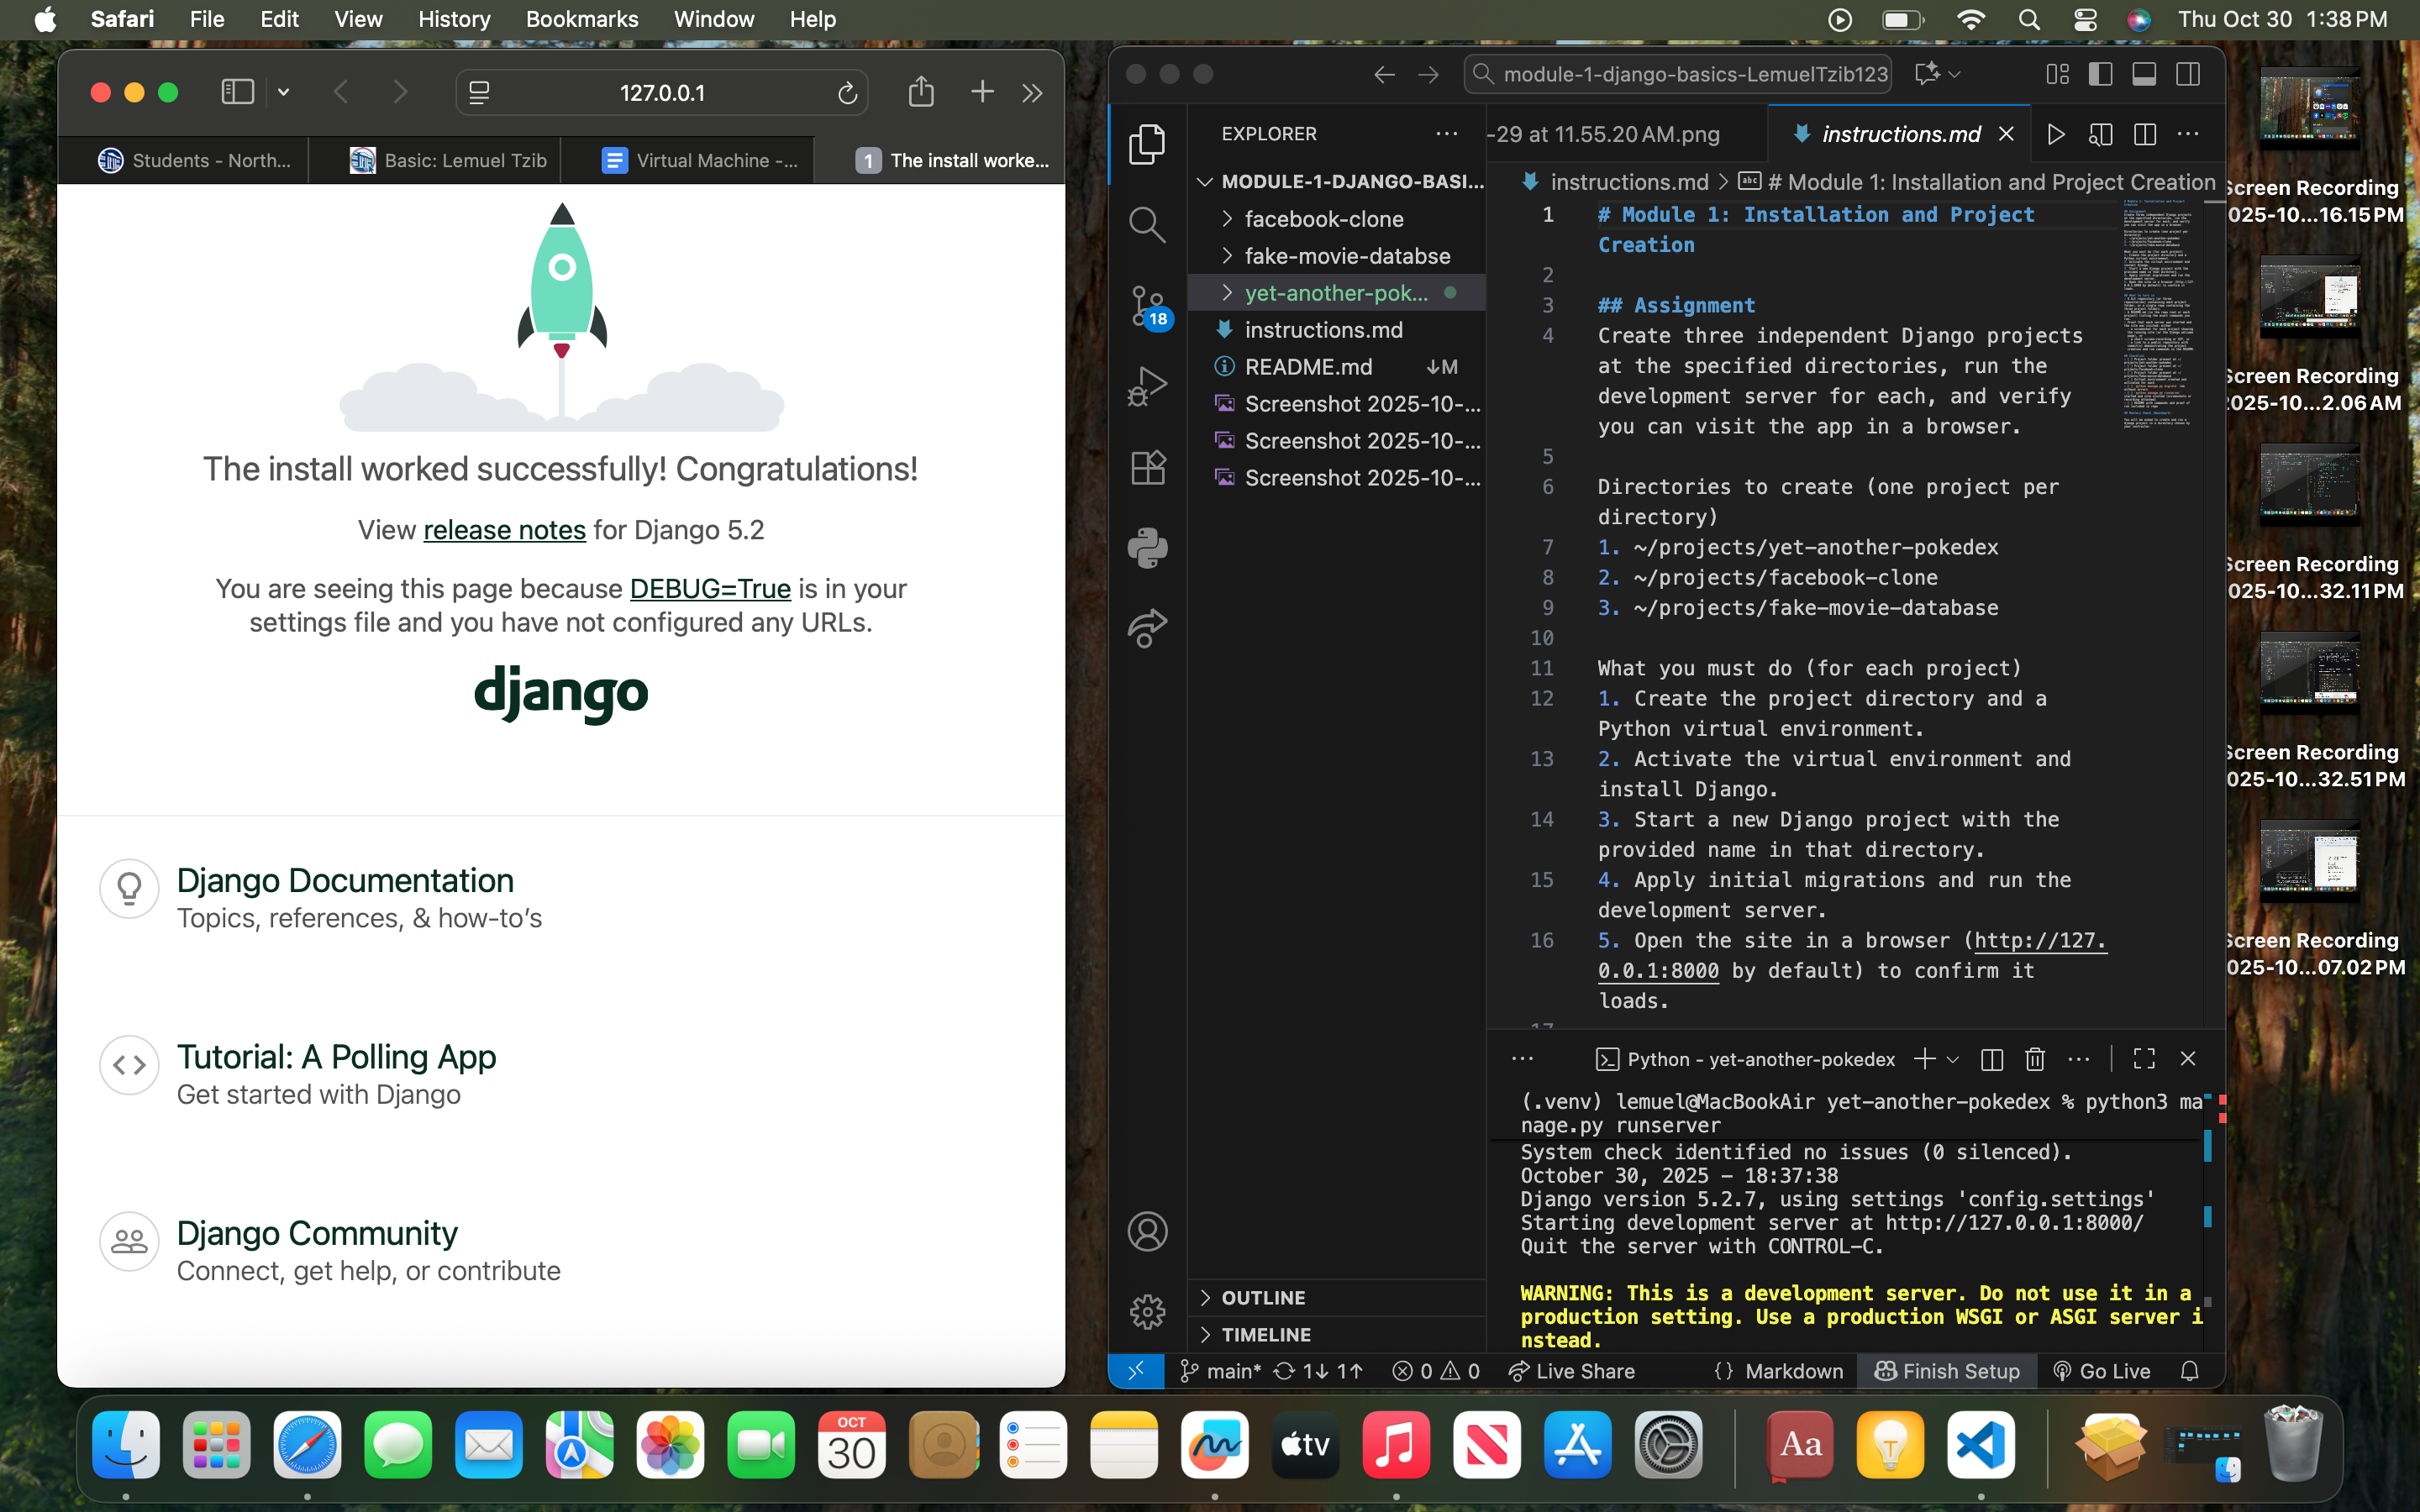 Safari File Edit View History Bookmarks Window Help
Thu Oct 30 1:38 PM
127.0.0.1
Students - North...
Basic: Lemuel Tzib
Virtual Machine -...
1 The install worke...
The install worked successfully! Congratulations!
View release notes for Django 5.2
You are seeing this page because DEBUG=True is in your
settings file and you have not configured any URLs.
django
Django Documentation
Topics, references, & how-to's
Tutorial: A Polling App
Get started with Django
Django Community
Connect, get help, or contribute
module-1-django-basics-LemuelTzib123
EXPLORER
MODULE-1-DJANGO-BASI...
facebook-clone
fake-movie-databse
yet-another-pok...
instructions.md
README.md ↓M
Screenshot 2025-10-...
Screenshot 2025-10-...
Screenshot 2025-10-...
18
OUTLINE
TIMELINE
-29 at 11.55.20 AM.png
instructions.md
instructions.md > # Module 1: Installation and Project Creation
1 # Module 1: Installation and Project
Creation
2
3 ## Assignment
4 Create three independent Django projects
at the specified directories, run the
development server for each, and verify
you can visit the app in a browser.
5
6 Directories to create (one project per
directory)
7 1. ~/projects/yet-another-pokedex
8 2. ~/projects/facebook-clone
9 3. ~/projects/fake-movie-database
10
11 What you must do (for each project)
12 1. Create the project directory and a
Python virtual environment.
13 2. Activate the virtual environment and
install Django.
14 3. Start a new Django project with the
provided name in that directory.
15 4. Apply initial migrations and run the
development server.
16 5. Open the site in a browser (http://127.
0.0.1:8000 by default) to confirm it
loads.
17
Python - yet-another-pokedex
(.venv) lemuel@MacBookAir yet-another-pokedex % python3 ma
nage.py runserver
System check identified no issues (0 silenced).
October 30, 2025 - 18:37:38
Django version 5.2.7, using settings 'config.settings'
Starting development server at http://127.0.0.1:8000/
Quit the server with CONTROL-C.
WARNING: This is a development server. Do not use it in a
production setting. Use a production WSGI or ASGI server i
nstead.
main* 1↓ 1↑ 0 0 Live Share {} Markdown Finish Setup Go Live
Screen Recording
025-10...16.15 PM
Screen Recording
2025-10...2.06 AM
Screen Recording
025-10...32.11 PM
Screen Recording
025-10...32.51 PM
Screen Recording
025-10...07.02 PM
OCT
30
tv
Aa